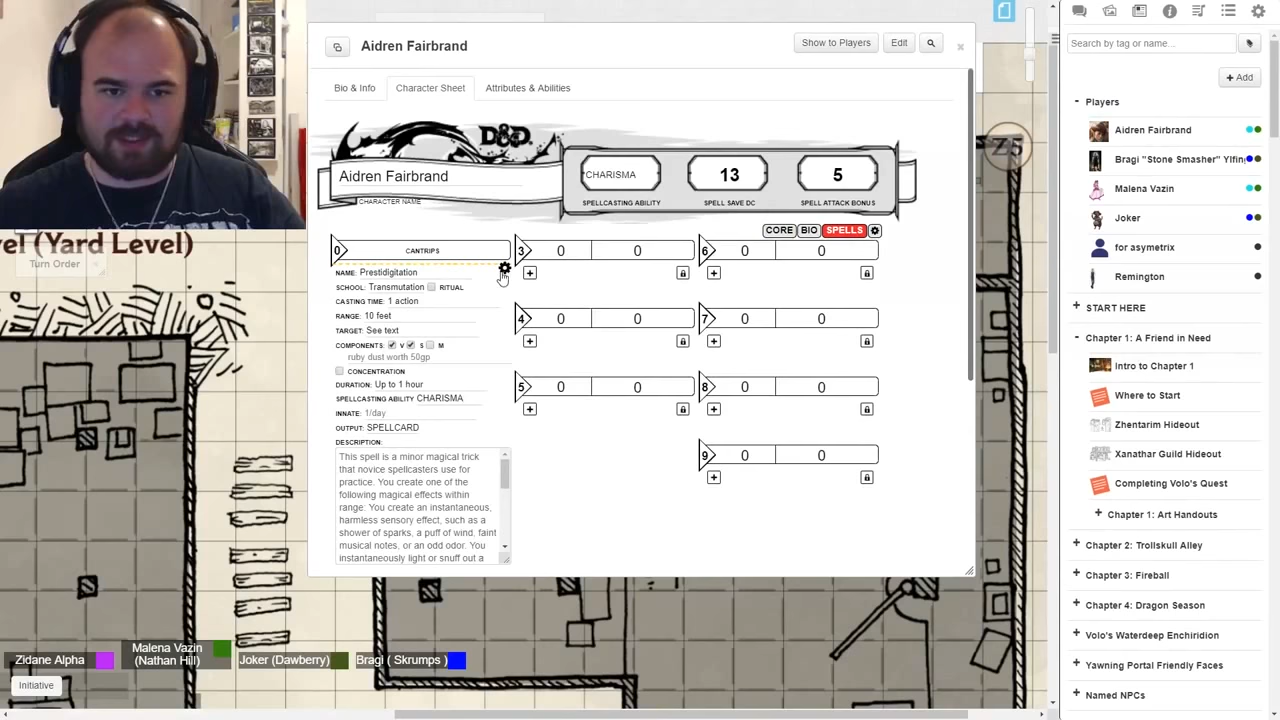 Aidren Fairbrand
Show to Players
Edit
Bio & Info
Character Sheet
Attributes & Abilities
D&D
Aidren Fairbrand
CHARACTER NAME
CHARISMA
13
5
SPELLCASTING ABILITY
SPELL SAVE DC
SPELL ATTACK BONUS
CORE
BIO
SPELLS
0
CANTRIPS
NAME: Prestidigitation
SCHOOL: Transmutation RITUAL
CASTING TIME: 1 action
RANGE: 10 feet
TARGET: See text
COMPONENTS: V S M
ruby dust worth 50gp
CONCENTRATION
DURATION: Up to 1 hour
SPELLCASTING ABILITY CHARISMA
INNATE: 1/day
OUTPUT: SPELLCARD
DESCRIPTION:
This spell is a minor magical trick
that novice spellcasters use for
practice. You create one of the
following magical effects within
range: You create an instantaneous,
harmless sensory effect, such as a
shower of sparks, a puff of wind, faint
musical notes, or an odd odor. You
instantaneously light or snuff out a
3 0 0
+
4 0 0
+
5 0 0
+
6 0 0
+
7 0 0
+
8 0 0
+
9 0 0
+
vel (Yard Level)
Turn Order
Z5
Zidane Alpha
Malena Vazin
(Nathan Hill)
Joker (Dawberry)
Bragi ( Skrumps )
Initiative
Search by tag or name...
+ Add
- Players
Aidren Fairbrand
Bragi "Stone Smasher" Ylfin
Malena Vazin
Joker
for asymetrix
Remington
+ START HERE
- Chapter 1: A Friend in Need
Intro to Chapter 1
Where to Start
Zhentarim Hideout
Xanathar Guild Hideout
Completing Volo's Quest
+ Chapter 1: Art Handouts
+ Chapter 2: Trollskull Alley
+ Chapter 3: Fireball
+ Chapter 4: Dragon Season
+ Volo's Waterdeep Enchiridion
+ Yawning Portal Friendly Faces
+ Named NPCs